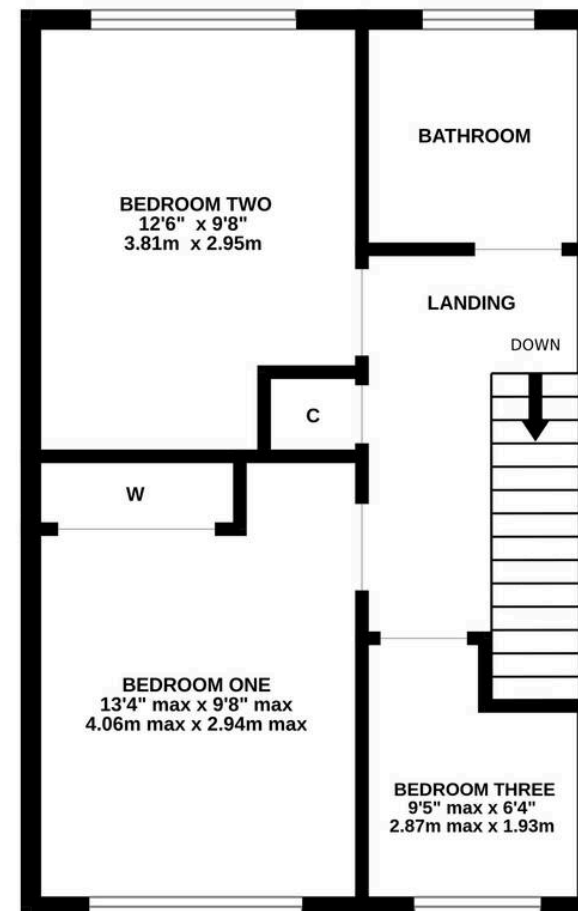 BATHROOM
BEDROOM TWO
12'6" x 9'8"
3.81m x 2.95m
LANDING
DOWN
C
W
BEDROOM ONE
13'4" max x 9'8" max
4.06m max x 2.94m max
BEDROOM THREE
9'5" max x 6'4"
2.87m max x 1.93m